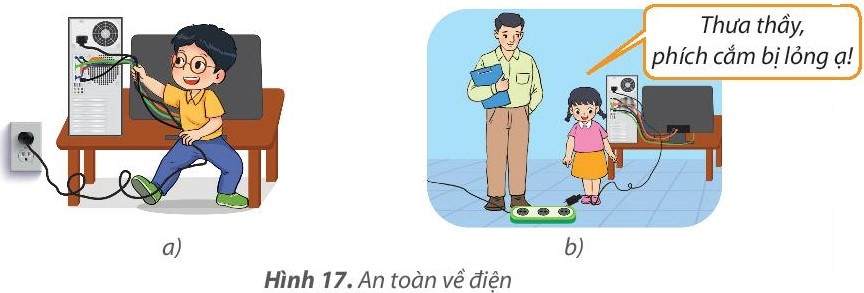 Thưa thầy,
phích cắm bị lỏng ạ!
a)
b)
Hình 17. An toàn về điện